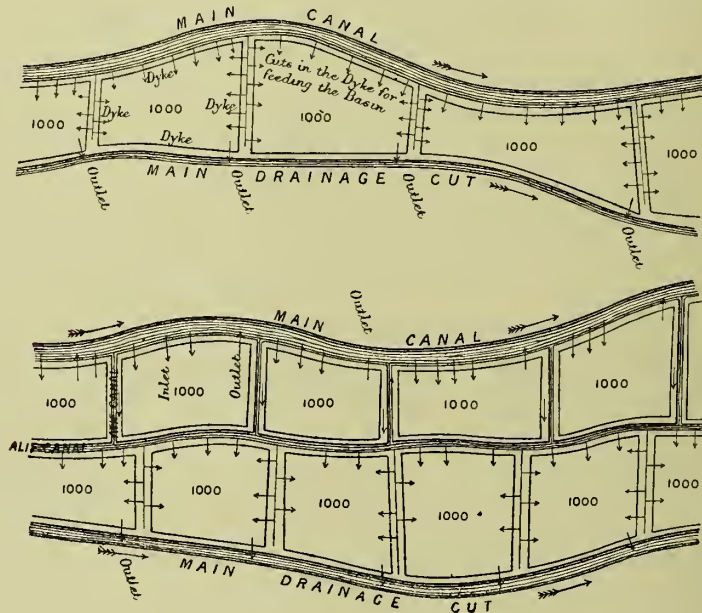 MAIN CANAL
Dyke
Cuts in the Dyke for
feeding the Basin
1000 1000 Dyke 1000 1000 1000
Dyke
Dyke
MAIN DRAINAGE CUT
Outlet Outlet Outlet Outlet
Outlet
MAIN CANAL
1000 Inlet 1000 Outlet 1000 1000 1000
CANAL
1000 1000 1000 1000 1000 1000
Outlet
MAIN DRAINAGE CUT